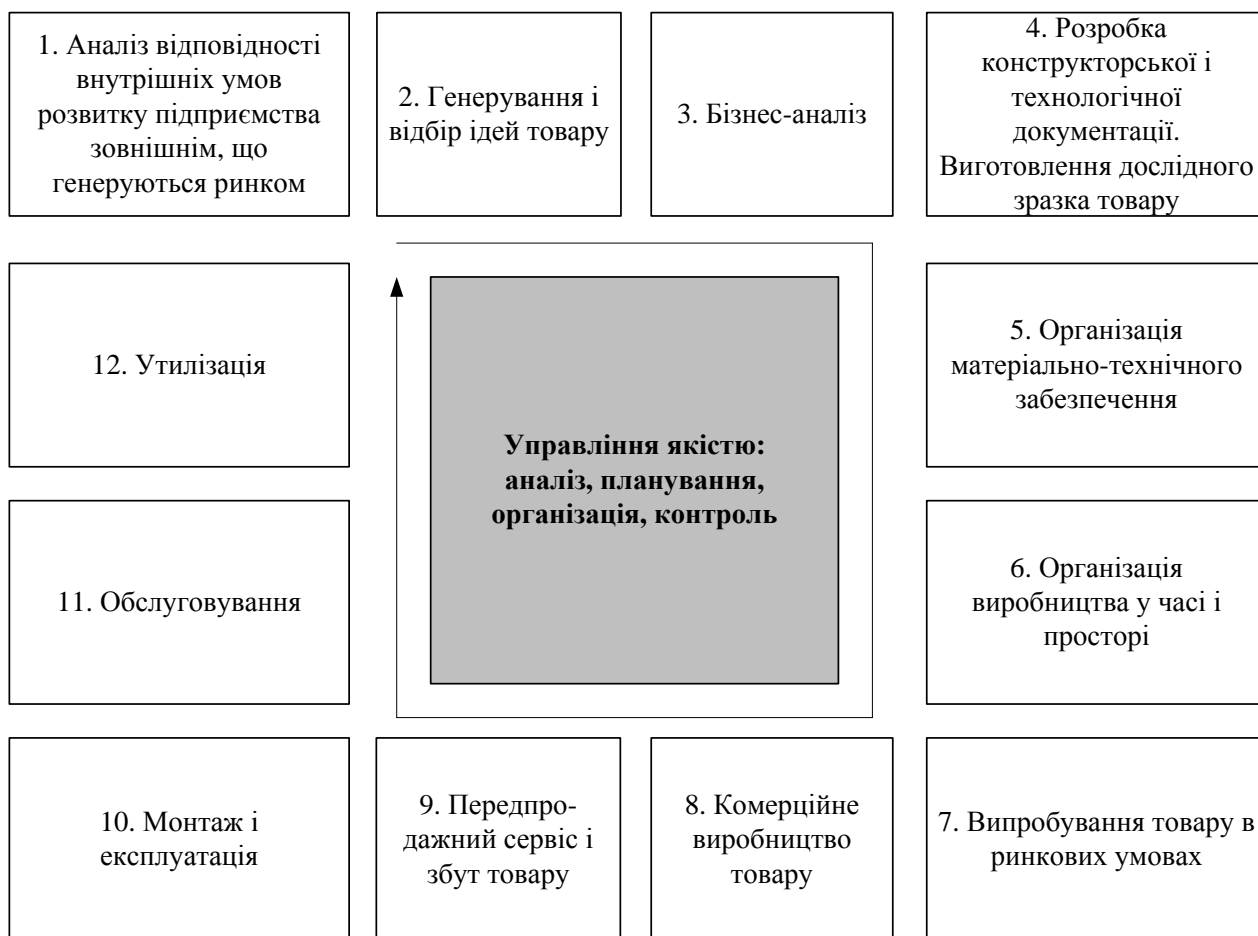 1. Аналіз відповідності
внутрішніх умов
розвитку підприємства
зовнішнім, що
генеруються ринком
2. Генерування і
відбір ідей товару
3. Бізнес-аналіз
4. Розробка
конструкторської і
технологічної
документації.
Виготовлення дослідного
зразка товару
12. Утилізація
Управління якістю:
аналіз, планування,
організація, контроль
5. Організація
матеріально-технічного
забезпечення
11. Обслуговування
6. Організація
виробництва у часі і
просторі
10. Монтаж і
експлуатація
9. Передпро-
дажний сервіс і
збут товару
8. Комерційне
виробництво
товару
7. Випробування товару в
ринкових умовах